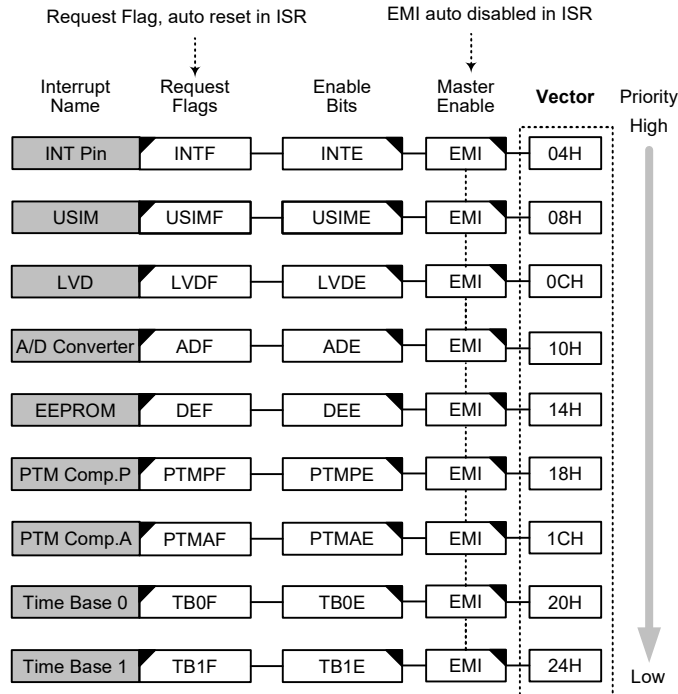 Request Flag, auto reset in ISR
EMI auto disabled in ISR
Interrupt Name
Request Flags
Enable Bits
Master Enable
Vector
Priority
High
INT Pin INTF INTE EMI 04H
USIM USIMF USIME EMI 08H
LVD LVDF LVDE EMI 0CH
A/D Converter ADF ADE EMI 10H
EEPROM DEF DEE EMI 14H
PTM Comp.P PTMPF PTMPE EMI 18H
PTM Comp.A PTMAF PTMAE EMI 1CH
Time Base 0 TB0F TB0E EMI 20H
Time Base 1 TB1F TB1E EMI 24H
Low